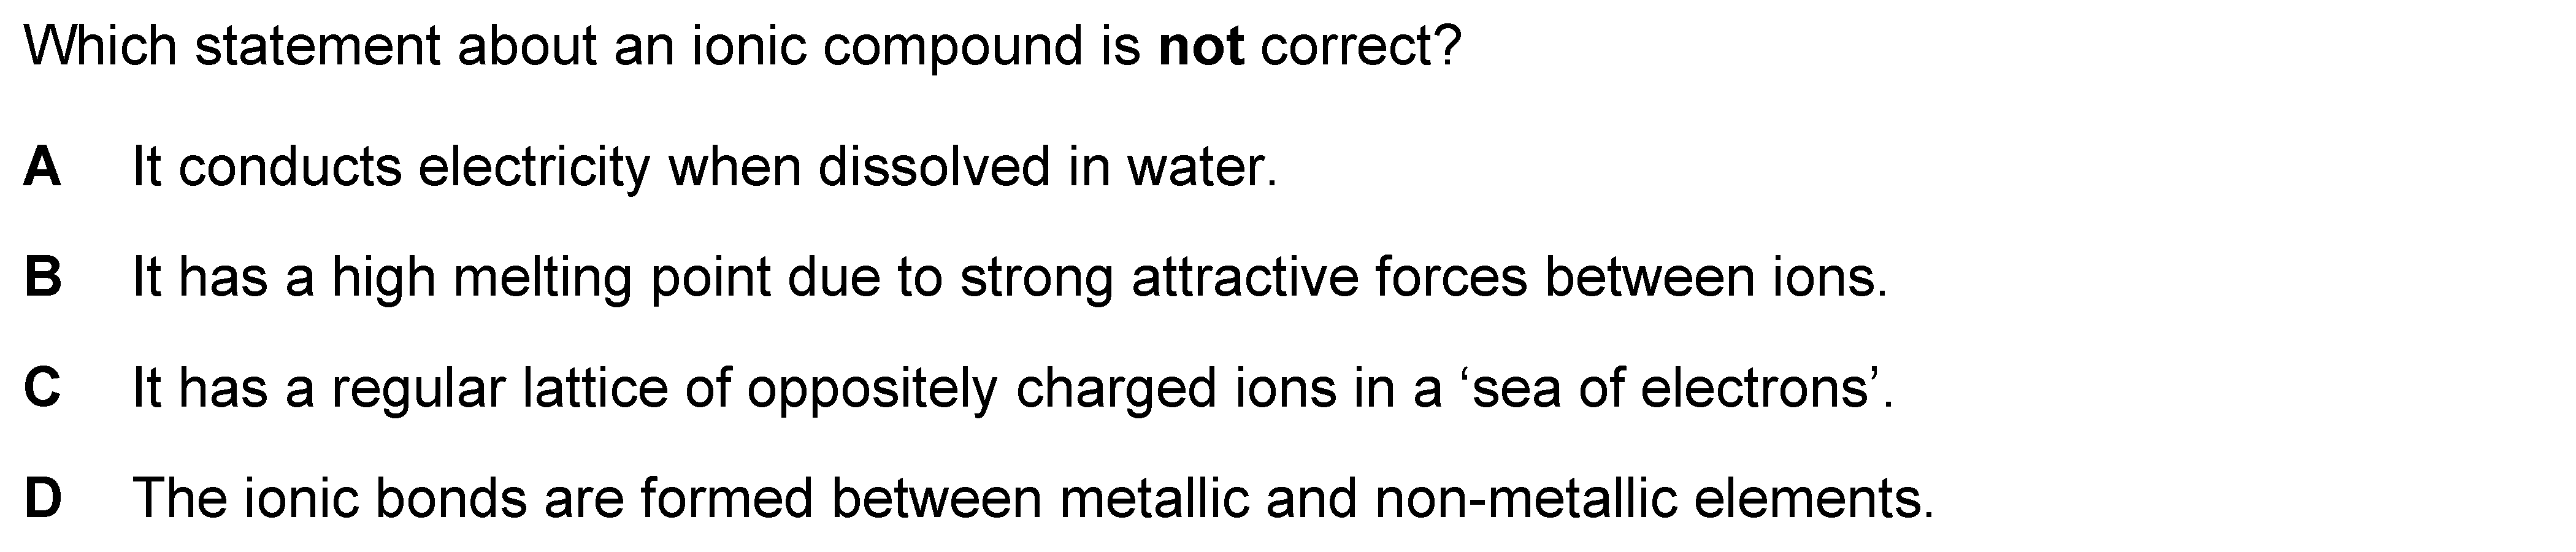 Which statement about an ionic compound is not correct?
A It conducts electricity when dissolved in water.
B It has a high melting point due to strong attractive forces between ions.
C It has a regular lattice of oppositely charged ions in a ‘sea of electrons’.
D The ionic bonds are formed between metallic and non-metallic elements.